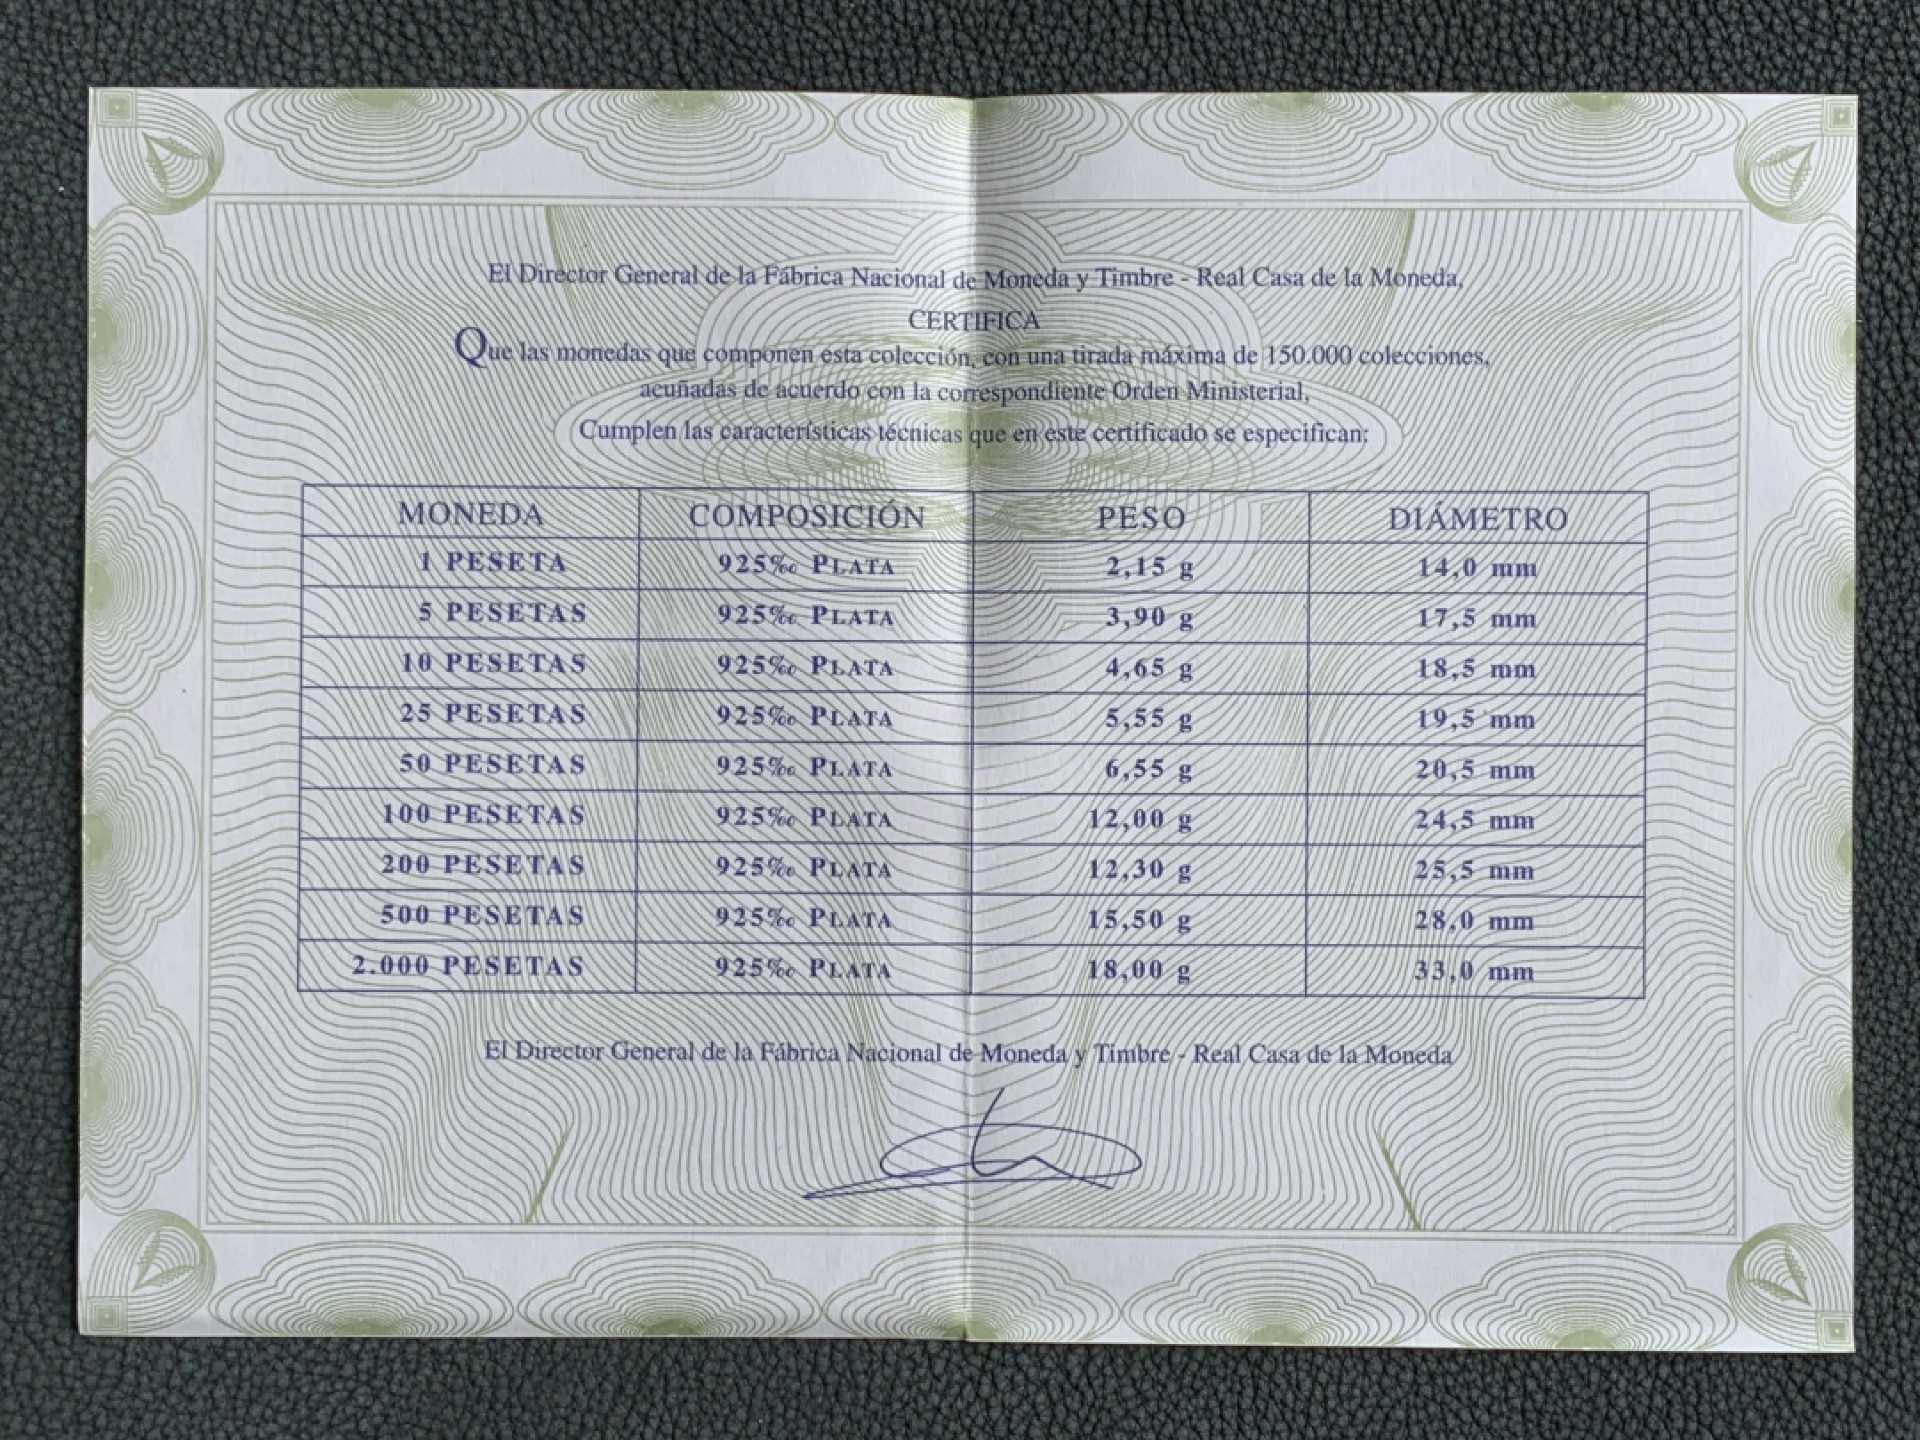 El Director General de la Fábrica Nacional de Moneda y Timbre - Real Casa de la Moneda,
CERTIFICA
Que las monedas que componen esta colección, con una tirada máxima de 150.000 colecciones,
acuñadas de acuerdo con la correspondiente Orden Ministerial,
Cumplen las características técnicas que en este certificado se especifican:
MONEDA COMPOSICIÓN PESO DIÁMETRO
1 PESETA 925‰ PLATA 2,15 g 14,0 mm
5 PESETAS 925‰ PLATA 3,90 g 17,5 mm
10 PESETAS 925‰ PLATA 4,65 g 18,5 mm
25 PESETAS 925‰ PLATA 5,55 g 19,5 mm
50 PESETAS 925‰ PLATA 6,55 g 20,5 mm
100 PESETAS 925‰ PLATA 12,00 g 24,5 mm
200 PESETAS 925‰ PLATA 12,30 g 25,5 mm
500 PESETAS 925‰ PLATA 15,50 g 28,0 mm
2.000 PESETAS 925‰ PLATA 18,00 g 33,0 mm
El Director General de la Fábrica Nacional de Moneda y Timbre - Real Casa de la Moneda